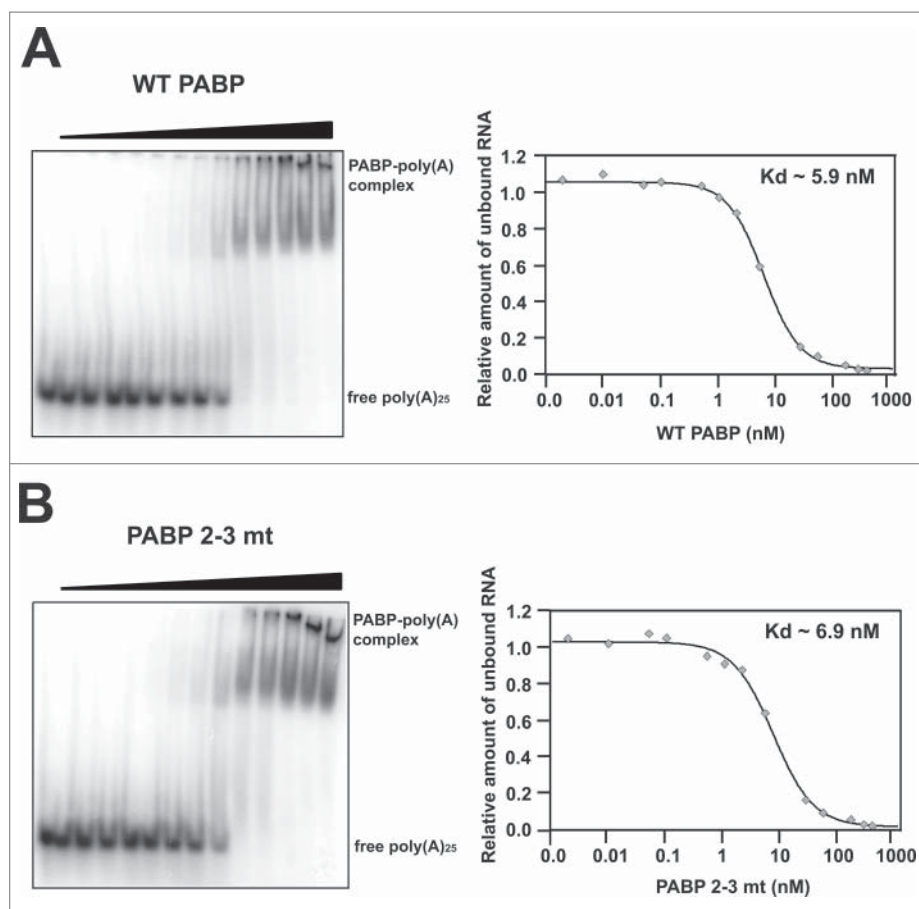 A
WT PABP
PABP-poly(A)
complex
free poly(A)25
Relative amount of unbound RNA
1.2
1.0
0.8
0.6
0.4
0.2
0.0
Kd ~ 5.9 nM
0.0 0.01 0.1 1 10 100 1000
WT PABP (nM)
B
PABP 2-3 mt
PABP-poly(A)
complex
free poly(A)25
Relative amount of unbound RNA
1.2
1.0
0.8
0.6
0.4
0.2
0.0
Kd ~ 6.9 nM
0.0 0.01 0.1 1 10 100 1000
PABP 2-3 mt (nM)